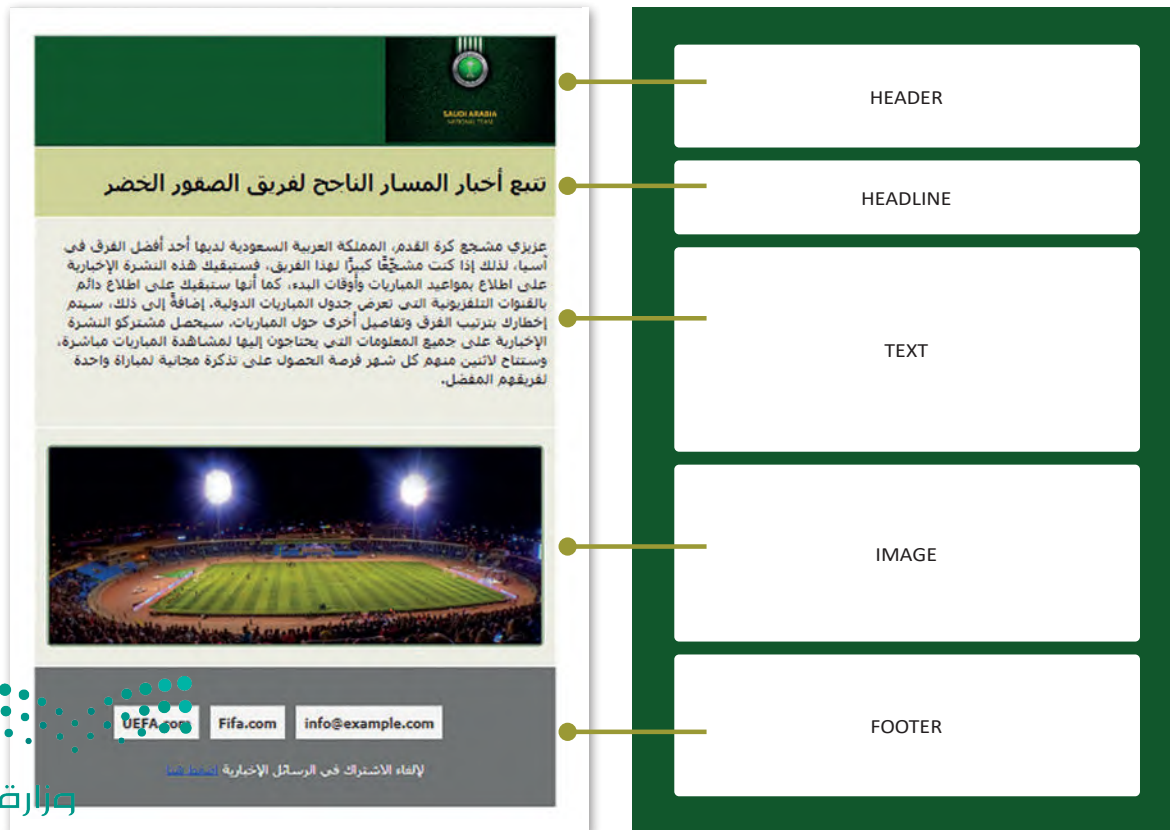 SAUDI ARABIA
NATIONAL TEAM
تتبع أخبار المسار الناجح لفريق الصقور الخضر
عزيزي مشجع كرة القدم، المملكة العربية السعودية لديها أحد أفضل الفرق في
آسيا، لذلك إذا كنت مشجّعًا كبيرًا لهذا الفريق، فستبقيك هذه النشرة الإخبارية
على اطلاع بمواعيد المباريات وأوقات البدء، كما أنها ستبقيك على اطلاع دائم
بالقنوات التلفزيونية التي تعرض جدول المباريات الدولية. إضافةً إلى ذلك، سيتم
إخطارك بترتيب الفرق وتفاصيل أخرى حول المباريات. سيحصل مشتركو النشرة
الإخبارية على جميع المعلومات التي يحتاجون إليها لمشاهدة المباريات مباشرة،
وستتاح لاثنين منهم كل شهر فرصة الحصول على تذكرة مجانية لمباراة واحدة
لفريقهم المفضل.
UEFA.com Fifa.com info@example.com
لإلغاء الاشتراك في الرسائل الإخبارية اضغط هنا
وزارة
HEADER
HEADLINE
TEXT
IMAGE
FOOTER